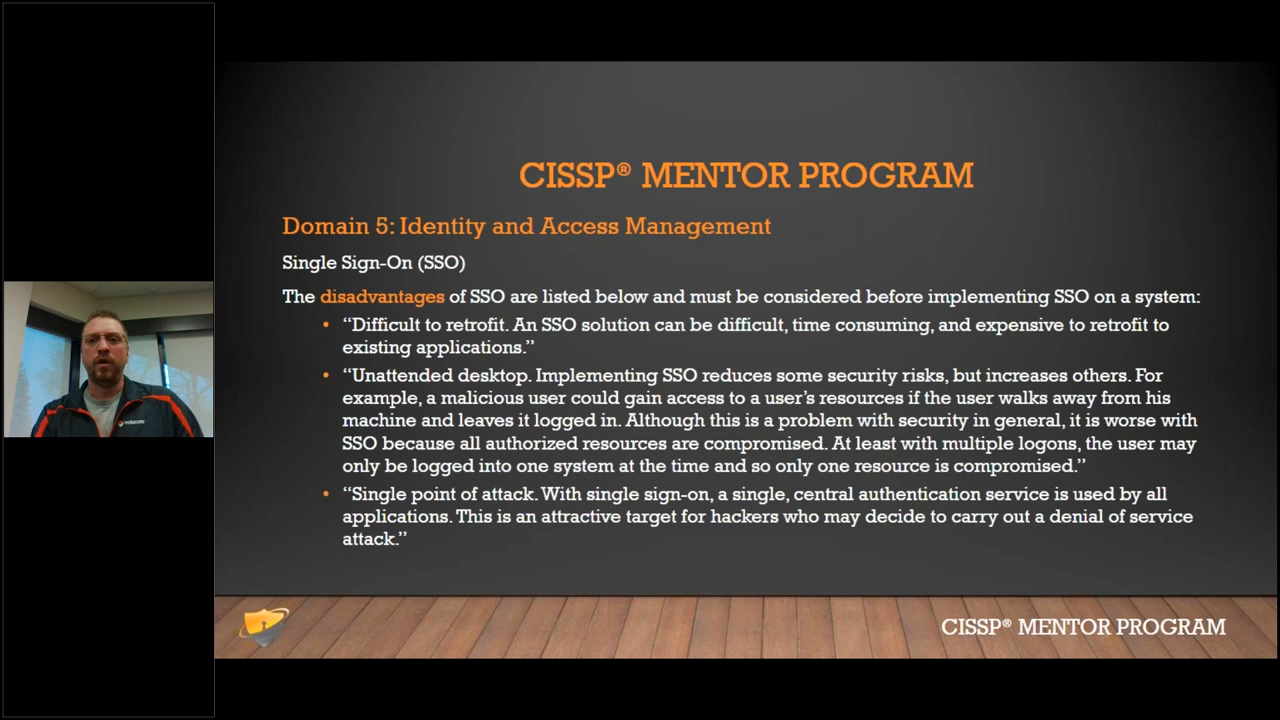 CISSP® MENTOR PROGRAM
Domain 5: Identity and Access Management
Single Sign-On (SSO)
The disadvantages of SSO are listed below and must be considered before implementing SSO on a system:
• “Difficult to retrofit. An SSO solution can be difficult, time consuming, and expensive to retrofit to
existing applications.”
• “Unattended desktop. Implementing SSO reduces some security risks, but increases others. For
example, a malicious user could gain access to a user’s resources if the user walks away from his
machine and leaves it logged in. Although this is a problem with security in general, it is worse with
SSO because all authorized resources are compromised. At least with multiple logons, the user may
only be logged into one system at the time and so only one resource is compromised.”
• “Single point of attack. With single sign-on, a single, central authentication service is used by all
applications. This is an attractive target for hackers who may decide to carry out a denial of service
attack.”
CISSP® MENTOR PROGRAM